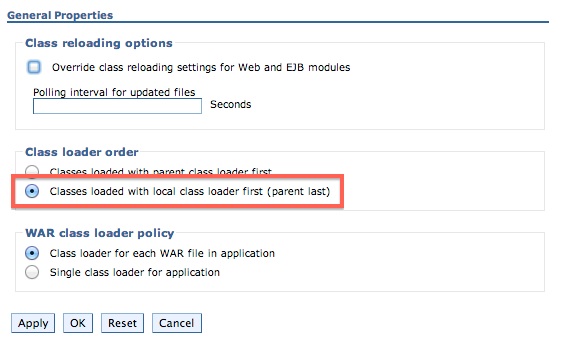 General Properties
Class reloading options
Override class reloading settings for Web and EJB modules
Polling interval for updated files
Seconds
Class loader order
Classes loaded with parent class loader first
Classes loaded with local class loader first (parent last)
WAR class loader policy
Class loader for each WAR file in application
Single class loader for application
Apply OK Reset Cancel